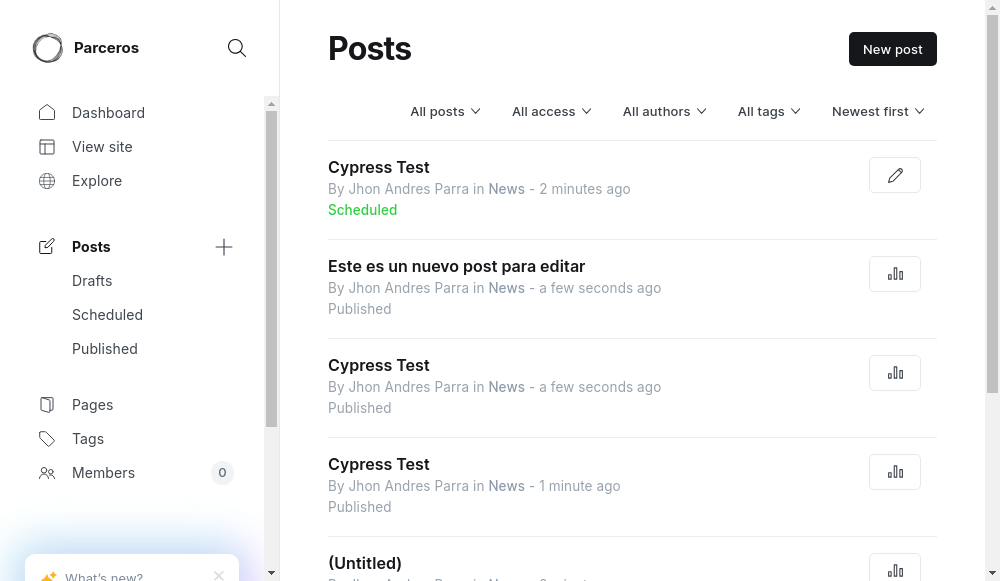 Parceros
Dashboard
View site
Explore
Posts
Drafts
Scheduled
Published
Pages
Tags
Members 0
What's new?
Posts
New post
All posts All access All authors All tags Newest first
Cypress Test
By Jhon Andres Parra in News - 2 minutes ago
Scheduled
Este es un nuevo post para editar
By Jhon Andres Parra in News - a few seconds ago
Published
Cypress Test
By Jhon Andres Parra in News - a few seconds ago
Published
Cypress Test
By Jhon Andres Parra in News - 1 minute ago
Published
(Untitled)